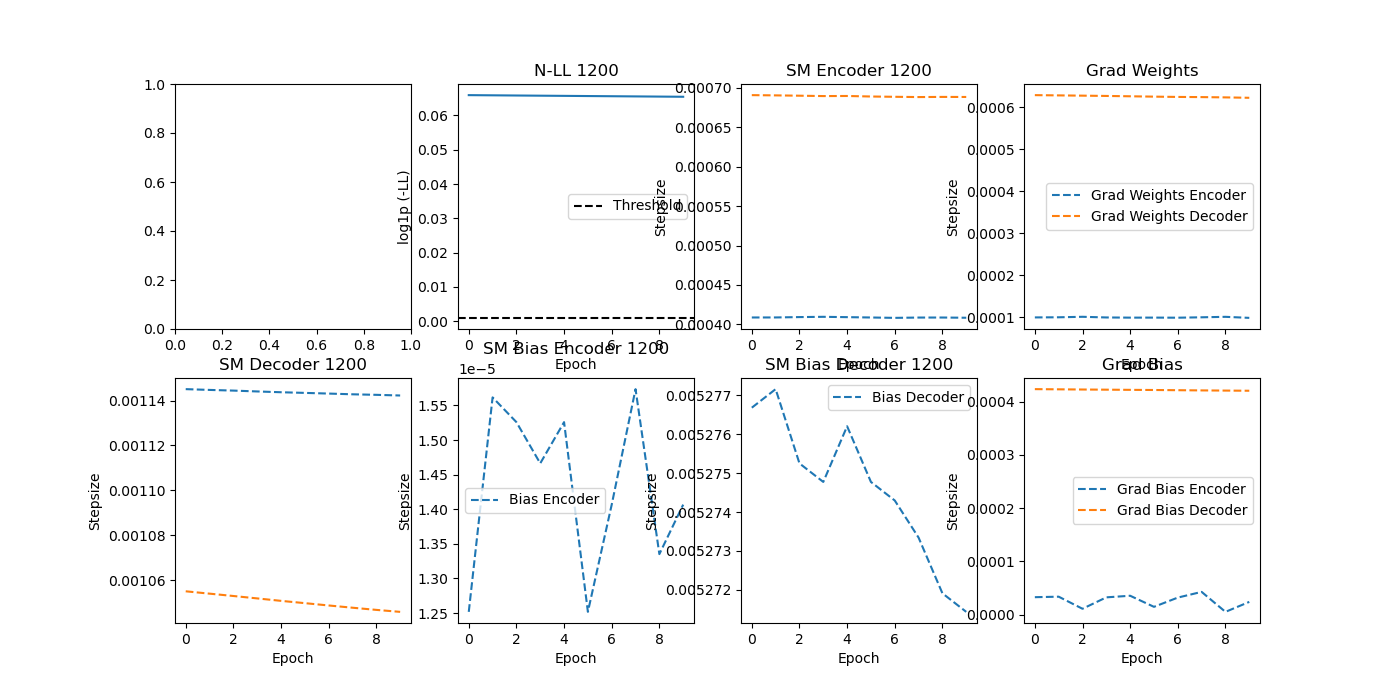 1.0
0.8
0.6
0.4
0.2
0.0
0.0 0.2 0.4 0.6 0.8 1.0
N-LL 1200
log1p (-LL)
0.06
0.05
0.04
0.03
0.02
0.01
0.00
Threshold
0 2 4 6 8
Epoch
SM Encoder 1200
Stepsize
0.00070
0.00065
0.00060
0.00055
0.00050
0.00045
0.00040
0 2 4 6 8
Epoch
Grad Weights
Stepsize
0.0006
0.0005
0.0004
0.0003
0.0002
0.0001
Grad Weights Encoder
Grad Weights Decoder
0 2 4 6 8
Epoch
SM Decoder 1200
Stepsize
0.00114
0.00112
0.00110
0.00108
0.00106
0 2 4 6 8
Epoch
SM Bias Encoder 1200
1e−5
Stepsize
1.55
1.50
1.45
1.40
1.35
1.30
1.25
Bias Encoder
0 2 4 6 8
Epoch
SM Bias Decoder 1200
Stepsize
0.005277
0.005276
0.005275
0.005274
0.005273
0.005272
Bias Decoder
0 2 4 6 8
Epoch
Grad Bias
Stepsize
0.0004
0.0003
0.0002
0.0001
0.0000
Grad Bias Encoder
Grad Bias Decoder
0 2 4 6 8
Epoch